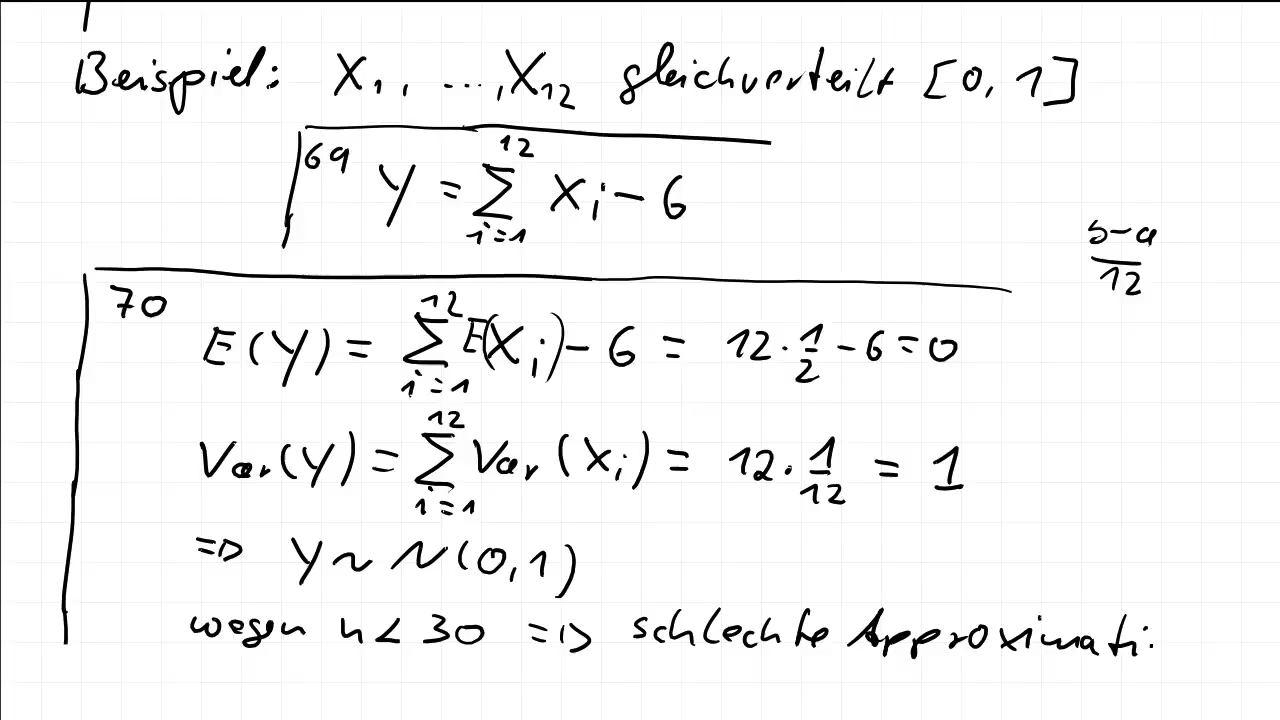 Beispiel: X₁, ..., X₁₂ gleichverteilt [0, 1]
69 Y = ∑_{i=1}^{12} Xᵢ − 6
b−a/12
70
E(Y) = ∑_{i=1}^{12} E(Xᵢ) − 6 = 12 · 1/2 − 6 = 0
Var(Y) = ∑_{i=1}^{12} Var(Xᵢ) = 12 · 1/12 = 1
⇒ Y ~ N(0, 1)
wegen n < 30 ⇒ schlechte Approximati.